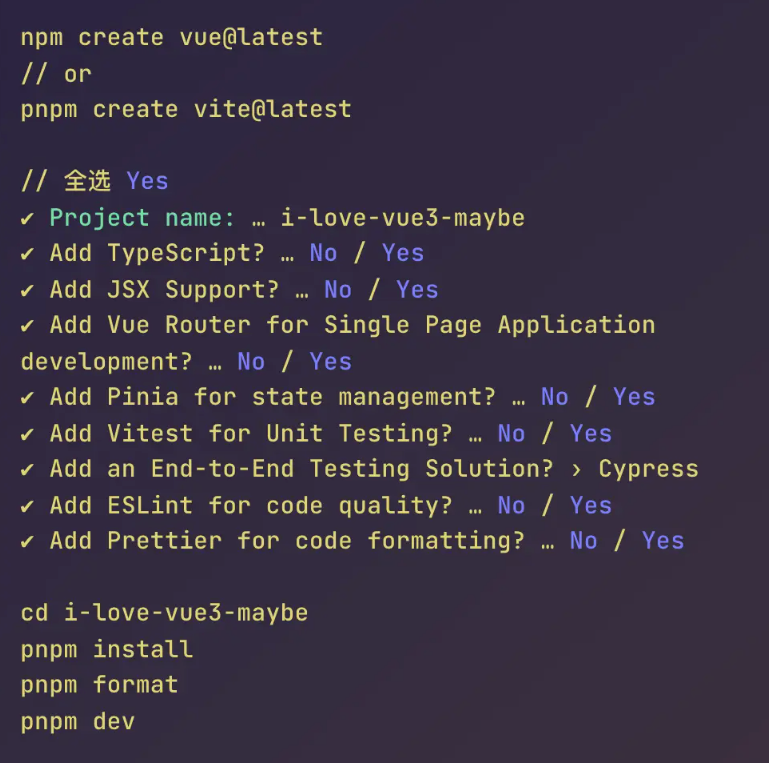 npm create vue@latest
// or
pnpm create vite@latest
// 全选 Yes
✔ Project name: … i-love-vue3-maybe
✔ Add TypeScript? … No / Yes
✔ Add JSX Support? … No / Yes
✔ Add Vue Router for Single Page Application
development? … No / Yes
✔ Add Pinia for state management? … No / Yes
✔ Add Vitest for Unit Testing? … No / Yes
✔ Add an End-to-End Testing Solution? › Cypress
✔ Add ESLint for code quality? … No / Yes
✔ Add Prettier for code formatting? … No / Yes
cd i-love-vue3-maybe
pnpm install
pnpm format
pnpm dev